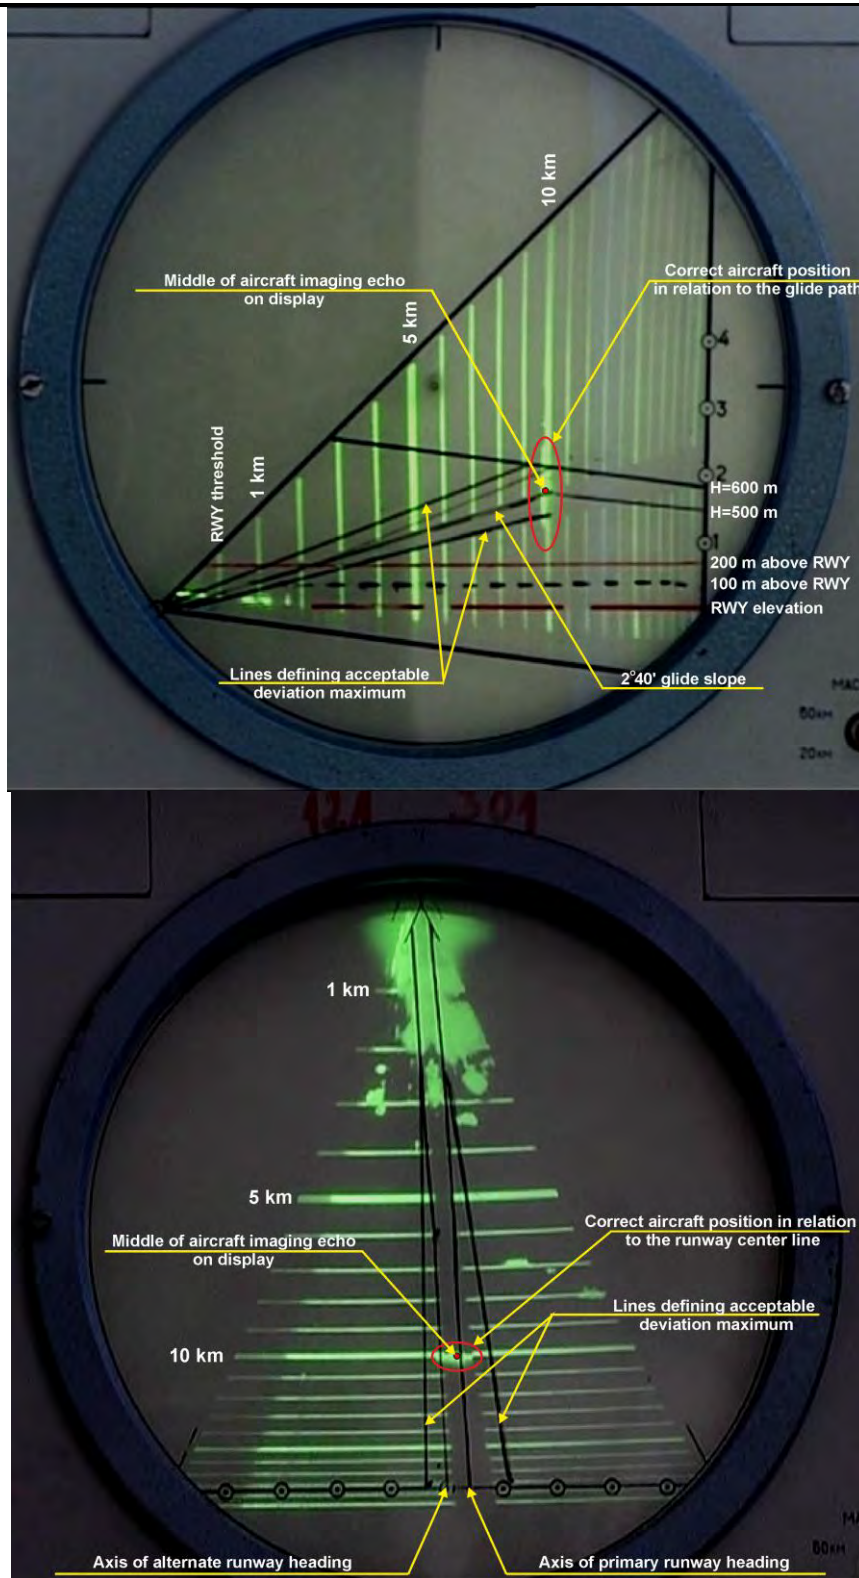 10 km
Correct aircraft position
in relation to the glide path
Middle of aircraft imaging echo
on display
5 km
4
3
RWY threshold
1 km
2
H=600 m
H=500 m
1
200 m above RWY
100 m above RWY
RWY elevation
Lines defining acceptable
deviation maximum
2°40' glide slope
60км
20км
121 301
1 km
5 km
Correct aircraft position in relation
to the runway center line
Middle of aircraft imaging echo
on display
Lines defining acceptable
deviation maximum
10 km
Axis of alternate runway heading
Axis of primary runway heading